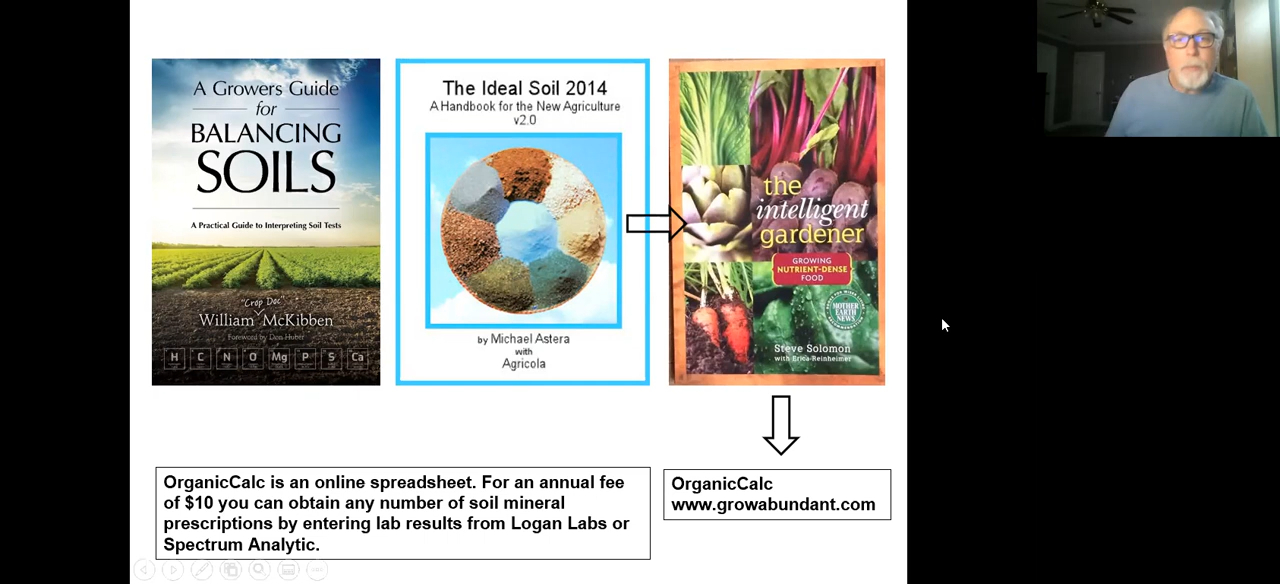 A Growers Guide
for
BALANCING
SOILS
A Practical Guide to Interpreting Soil Tests
"Crop Doc"
William McKibben
Foreword by Don Huber
H C N O Mg P S Ca
The Ideal Soil 2014
A Handbook for the New Agriculture
v2.0
by Michael Astera
with
Agricola
the
intelligent
gardener
GROWING
NUTRIENT-DENSE
FOOD
MOTHER
EARTH
NEWS
Steve Solomon
with Erica Reinheimer
OrganicCalc is an online spreadsheet. For an annual fee
of $10 you can obtain any number of soil mineral
prescriptions by entering lab results from Logan Labs or
Spectrum Analytic.
OrganicCalc
www.growabundant.com